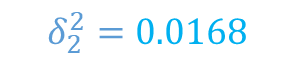 δ₂² = 0.0168